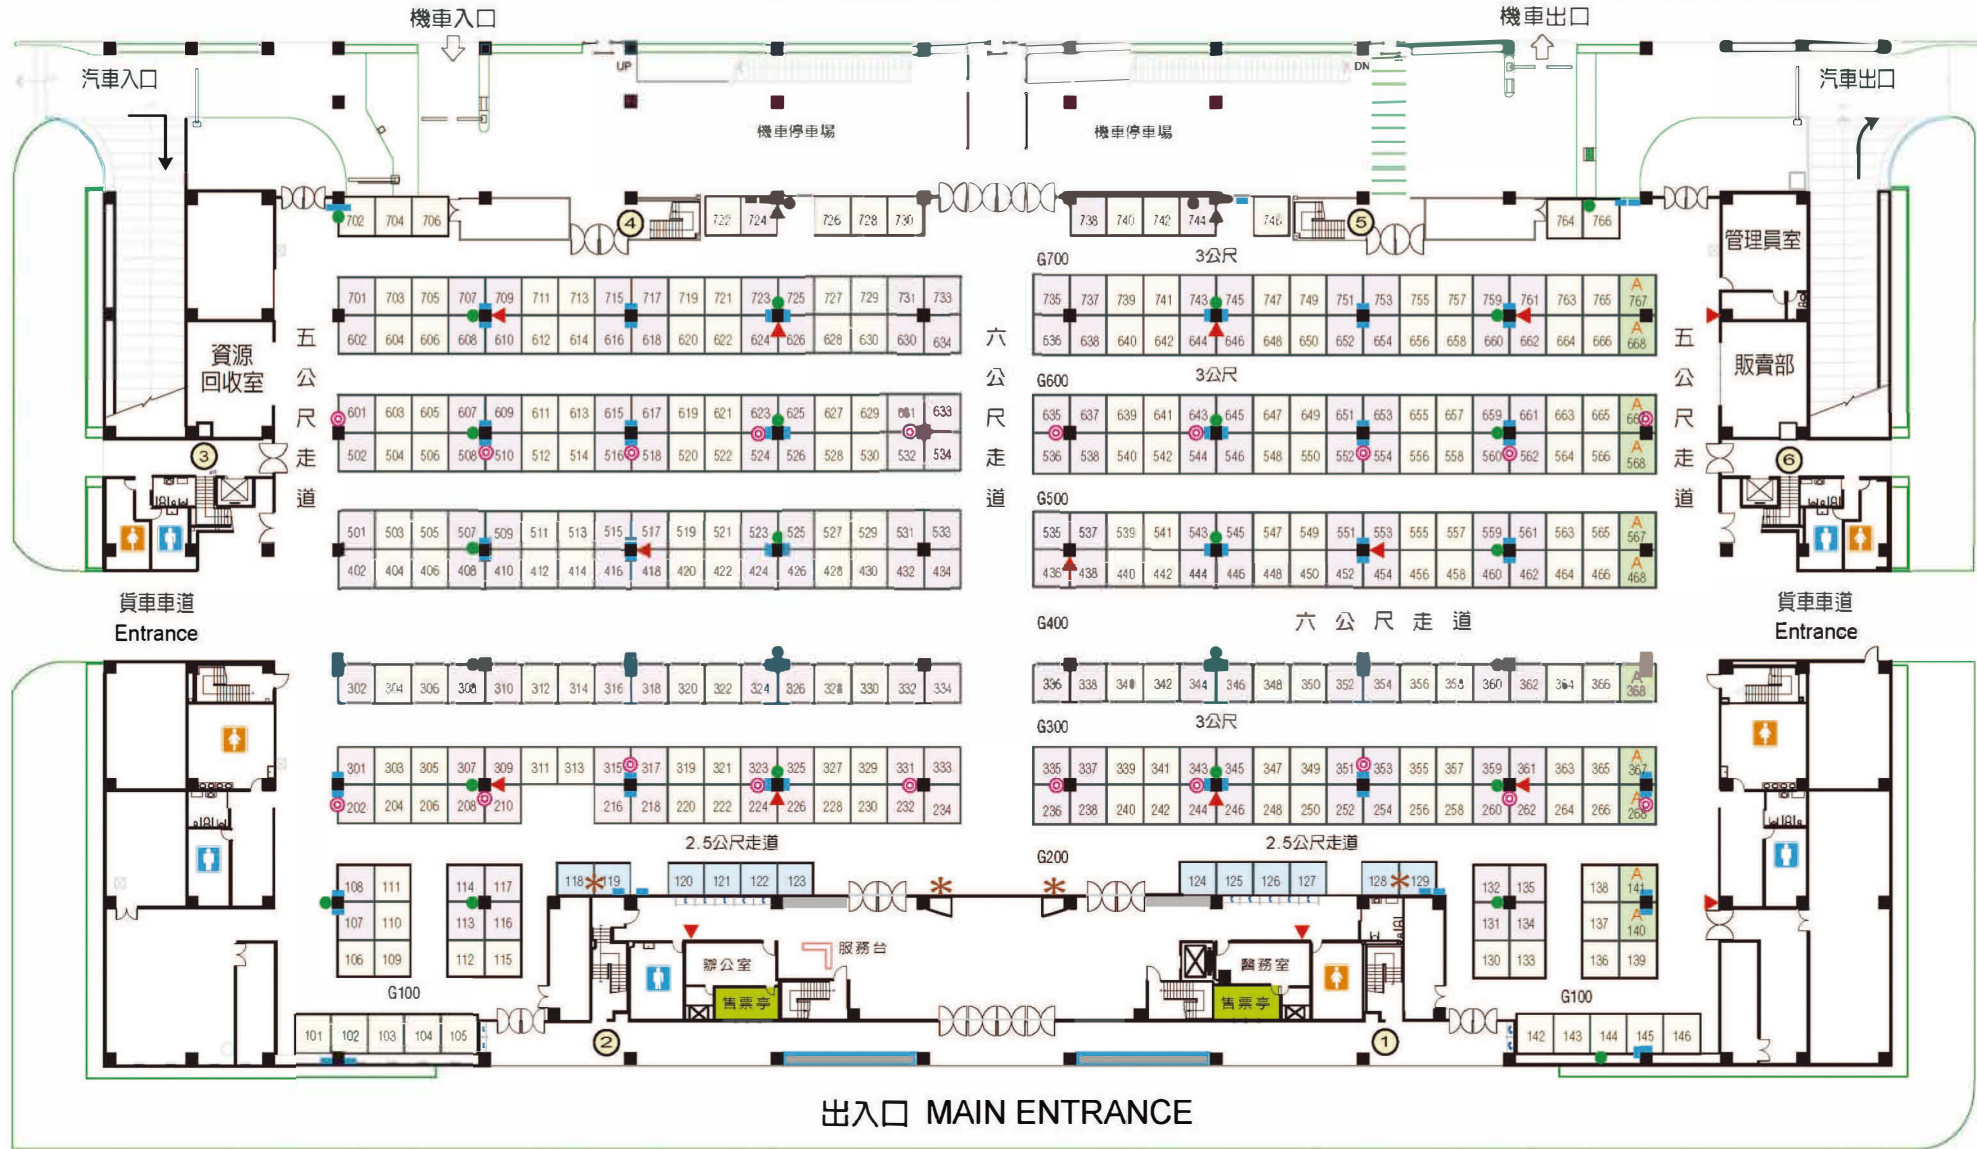 機車入口
機車出口
汽車入口
UP
DN
汽車出口
機車停車場
機車停車場
702 704 706
4
722 724 726 728 730
738 740 742 744 746
5
764 766
管理員室
G700
3公尺
701 703 705 707 709 711 713 715 717 719 721 723 725 727 729 731 733
735 737 739 741 743 745 747 749 751 753 755 757 759 761 763 765 A 767
602 604 606 608 610 612 614 616 618 620 622 624 626 628 630 630 634
636 638 640 642 644 646 648 650 652 654 656 658 660 662 664 666 A 668
資源
回收室
五公尺走道
六公尺走道
五公尺走道
販賣部
G600
3公尺
601 603 605 607 609 611 613 615 617 619 621 623 625 627 629 631 633
635 637 639 641 643 645 647 649 651 653 655 657 659 661 663 665 A
502 504 506 508 510 512 514 516 518 520 522 524 526 528 530 532 534
536 538 540 542 544 546 548 550 552 554 556 558 560 562 564 566 A 568
3
6
G500
501 503 505 507 509 511 513 515 517 519 521 523 525 527 529 531 533
535 537 539 541 543 545 547 549 551 553 555 557 559 561 563 565 A 567
402 404 406 408 410 412 414 416 418 420 422 424 426 428 430 432 434
436 438 440 442 444 446 448 450 452 454 456 458 460 462 464 466 A 468
貨車車道
Entrance
貨車車道
Entrance
G400
六公尺走道
302 304 306 308 310 312 314 316 318 320 322 324 326 328 330 332 334
336 338 340 342 344 346 348 350 352 354 356 358 360 362 364 366 A 368
G300
3公尺
301 303 305 307 309 311 313 315 317 319 321 323 325 327 329 331 333
335 337 339 341 343 345 347 349 351 353 355 357 359 361 363 365 A 367
202 204 206 208 210 216 218 220 222 224 226 228 230 232 234
236 238 240 242 244 246 248 250 252 254 256 258 260 262 264 266 A 268
2.5公尺走道
2.5公尺走道
G200
118 119 120 121 122 123
124 125 126 127 128 129
108 111 114 117
132 135 138 A 141
107 110 113 116
131 134 137 A 140
106 109 112 115
130 133 136 139
服務台
辦公室
醫務室
售票亭
售票亭
G100
G100
101 102 103 104 105
142 143 144 145 146
2
1
出入口 MAIN ENTRANCE